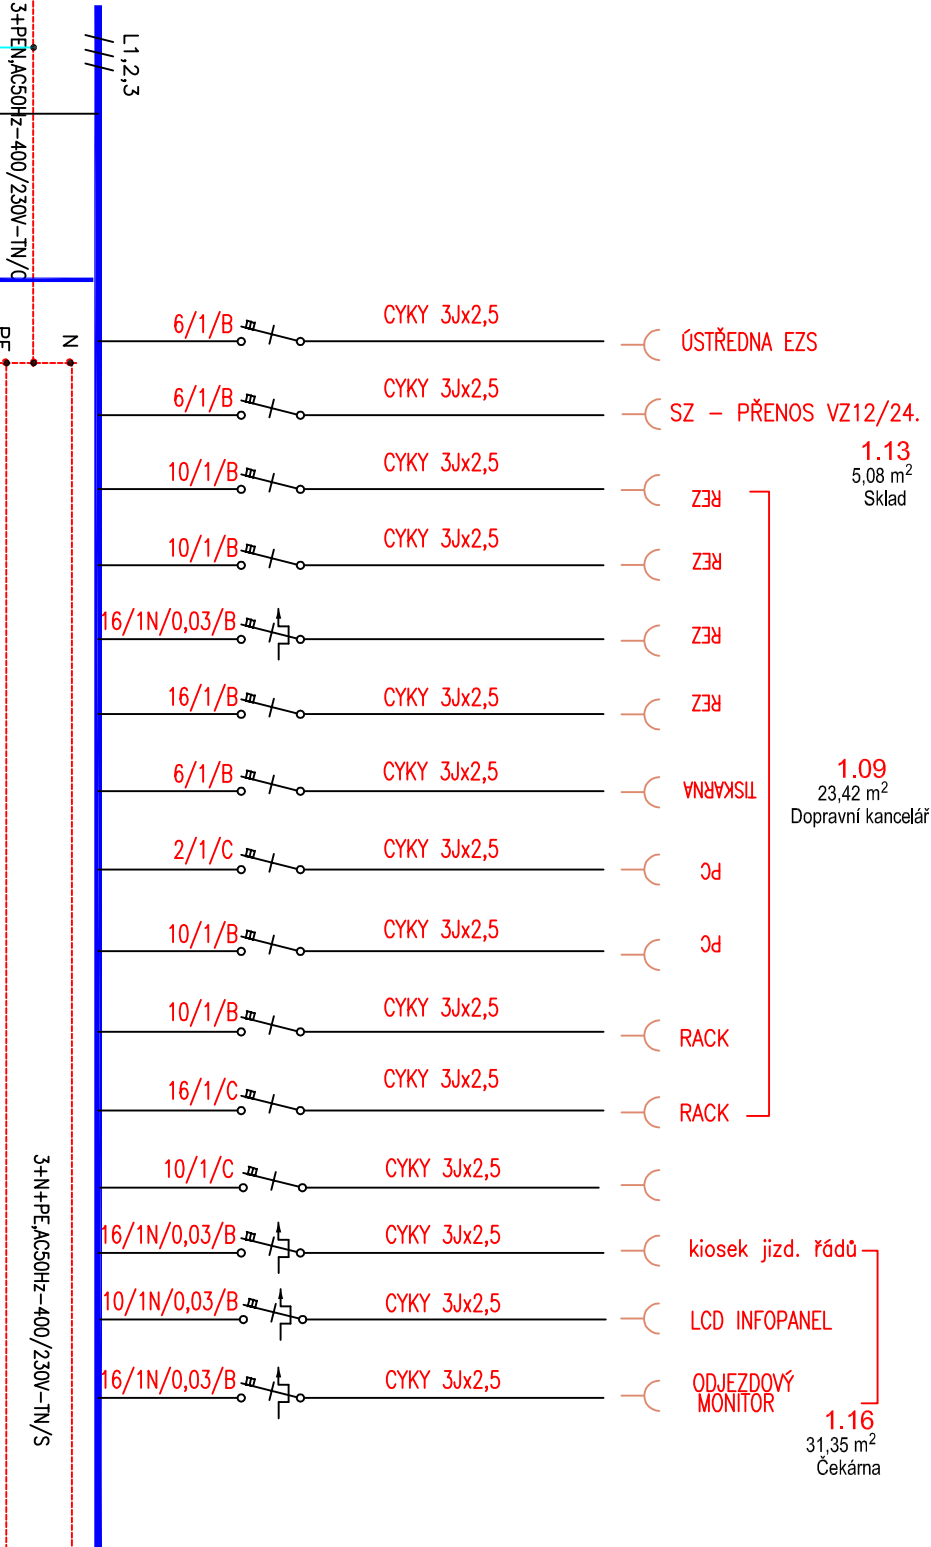 L1,2,3
3+PEN,AC50Hz-400/230V-TN/C
N
6/1/B CYKY 3Jx2,5 ÚSTŘEDNA EZS
6/1/B CYKY 3Jx2,5 SZ - PŘENOS VZ12/24.
1.13
5,08 m²
Sklad
10/1/B CYKY 3Jx2,5 REZ
10/1/B CYKY 3Jx2,5 REZ
16/1N/0,03/B REZ
16/1/B CYKY 3Jx2,5 REZ
6/1/B CYKY 3Jx2,5 TISKARNA
1.09
23,42 m²
Dopravní kancelář
2/1/C CYKY 3Jx2,5 PC
10/1/B CYKY 3Jx2,5 PC
10/1/B CYKY 3Jx2,5 RACK
16/1/C CYKY 3Jx2,5 RACK
10/1/C CYKY 3Jx2,5
16/1N/0,03/B CYKY 3Jx2,5 kiosek jizd. řádů
10/1N/0,03/B CYKY 3Jx2,5 LCD INFOPANEL
16/1N/0,03/B CYKY 3Jx2,5 ODJEZDOVÝ
MONITOR
1.16
31,35 m²
Čekárna
3+N+PE,AC50Hz-400/230V-TN/S